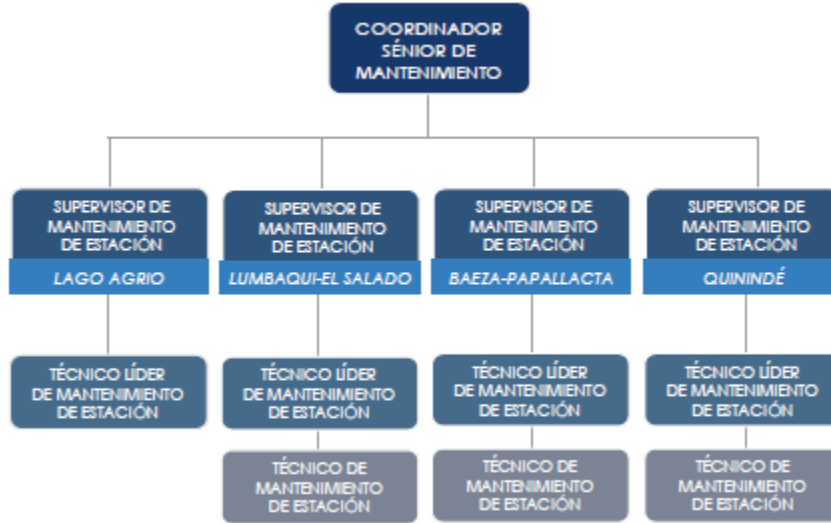 COORDINADOR
SÉNIOR DE
MANTENIMIENTO
SUPERVISOR DE
MANTENIMIENTO
DE ESTACIÓN
LAGO AGRIO
SUPERVISOR DE
MANTENIMIENTO
DE ESTACIÓN
LUMBAQUI-EL SALADO
SUPERVISOR DE
MANTENIMIENTO
DE ESTACIÓN
BAEZA-PAPALLACTA
SUPERVISOR DE
MANTENIMIENTO
DE ESTACIÓN
QUININDÉ
TÉCNICO LÍDER
DE MANTENIMIENTO
DE ESTACIÓN
TÉCNICO LÍDER
DE MANTENIMIENTO
DE ESTACIÓN
TÉCNICO LÍDER
DE MANTENIMIENTO
DE ESTACIÓN
TÉCNICO LÍDER
DE MANTENIMIENTO
DE ESTACIÓN
TÉCNICO DE
MANTENIMIENTO
DE ESTACIÓN
TÉCNICO DE
MANTENIMIENTO
DE ESTACIÓN
TÉCNICO DE
MANTENIMIENTO
DE ESTACIÓN